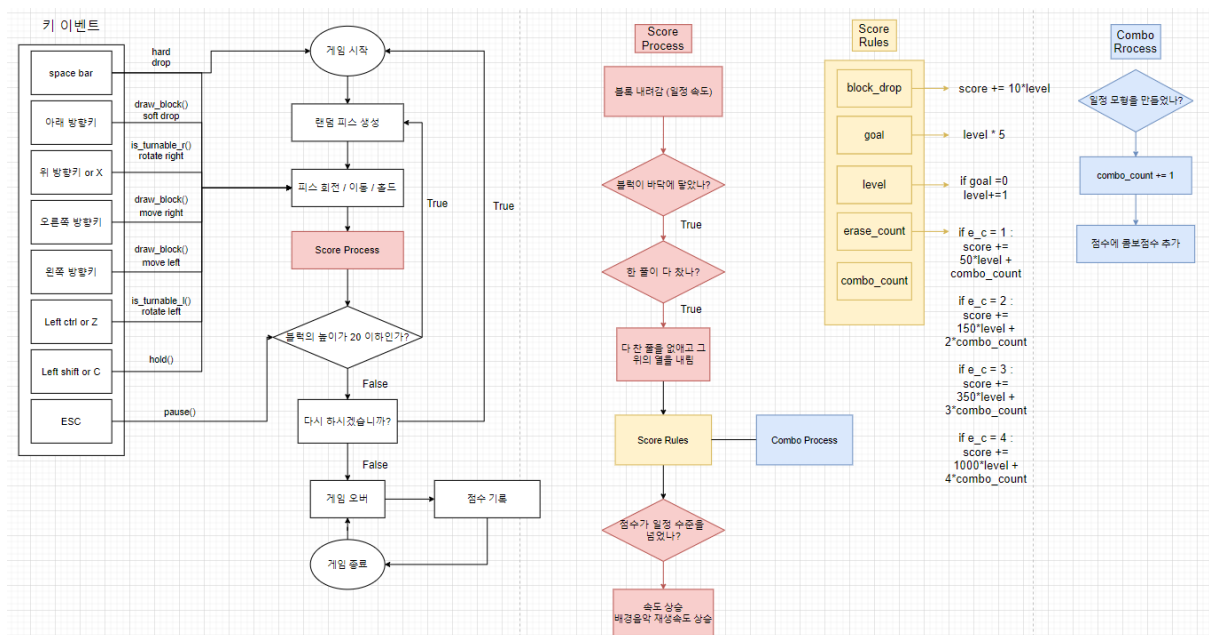 키 이벤트
space bar
아래 방향키
위 방향키 or X
오른쪽 방향키
왼쪽 방향키
Left ctrl or Z
Left shift or C
ESC
hard
drop
draw_block()
soft drop
is_turnable_r()
rotate right
draw_block()
move right
draw_block()
move left
is_turnable_l()
rotate left
hold()
pause()
게임 시작
랜덤 피스 생성
피스 회전 / 이동 / 홀드
Score Process
블럭의 높이가 20 이하인가?
True
True
False
다시 하시겠습니까?
False
게임 오버
점수 기록
게임 종료
Score
Process
블록 내려감 (일정 속도)
블럭이 바닥에 닿았나?
True
한 줄이 다 찼나?
True
다 찬 줄을 없애고 그
위의 열을 내림
Score Rules
Combo Process
점수가 일정 수준을
넘었나?
속도 상승
배경음악 재생속도 상승
Score
Rules
block_drop
goal
level
erase_count
combo_count
score += 10*level
level * 5
if goal =0
level+=1
if e_c = 1 :
score +=
50*level +
combo_count
if e_c = 2 :
score +=
150*level +
2*combo_count
if e_c = 3 :
score +=
350*level +
3*combo_count
if e_c = 4 :
score +=
1000*level +
4*combo_count
Combo
Rrocess
일정 모형을 만들었나?
combo_count += 1
점수에 콤보점수 추가